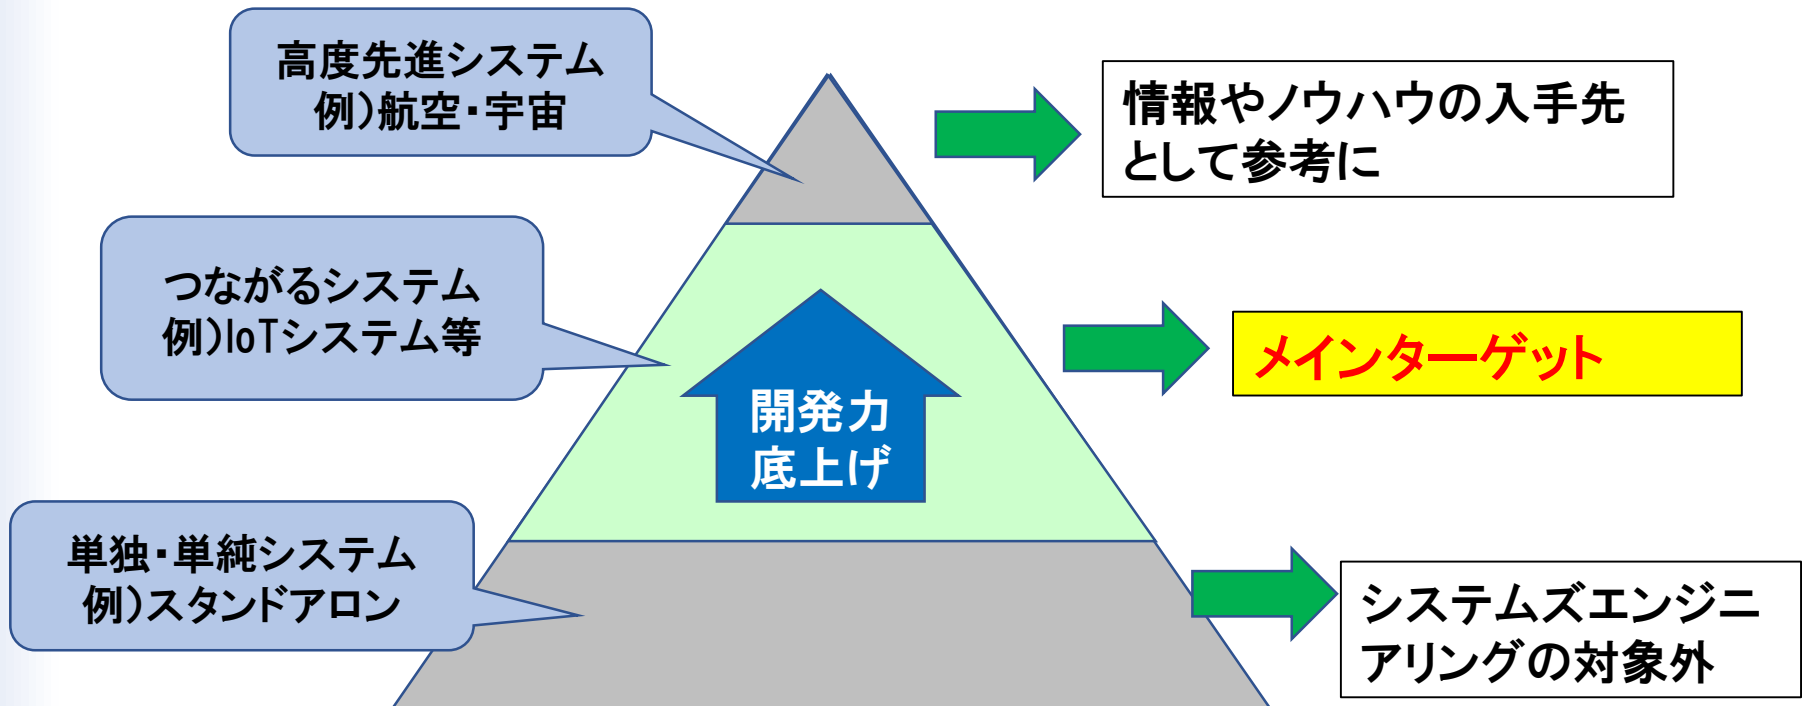 高度先進システム
例）航空・宇宙
情報やノウハウの入手先
として参考に
つながるシステム
例）IoTシステム等
メインターゲット
開発力
底上げ
単独・単純システム
例）スタンドアロン
システムズエンジニ
アリングの対象外